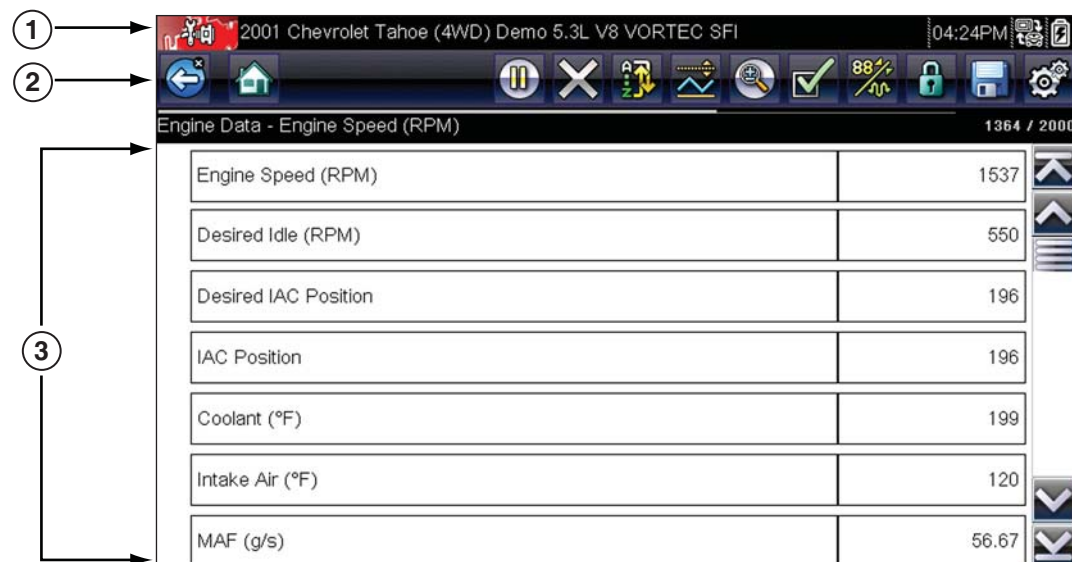 1
2001 Chevrolet Tahoe (4WD) Demo 5.3L V8 VORTEC SFI 04:24PM
2
A Z 88
Engine Data - Engine Speed (RPM) 1364 / 2000
Engine Speed (RPM) 1537
Desired Idle (RPM) 550
Desired IAC Position 196
3
IAC Position 196
Coolant (°F) 199
Intake Air (°F) 120
MAF (g/s) 56.67